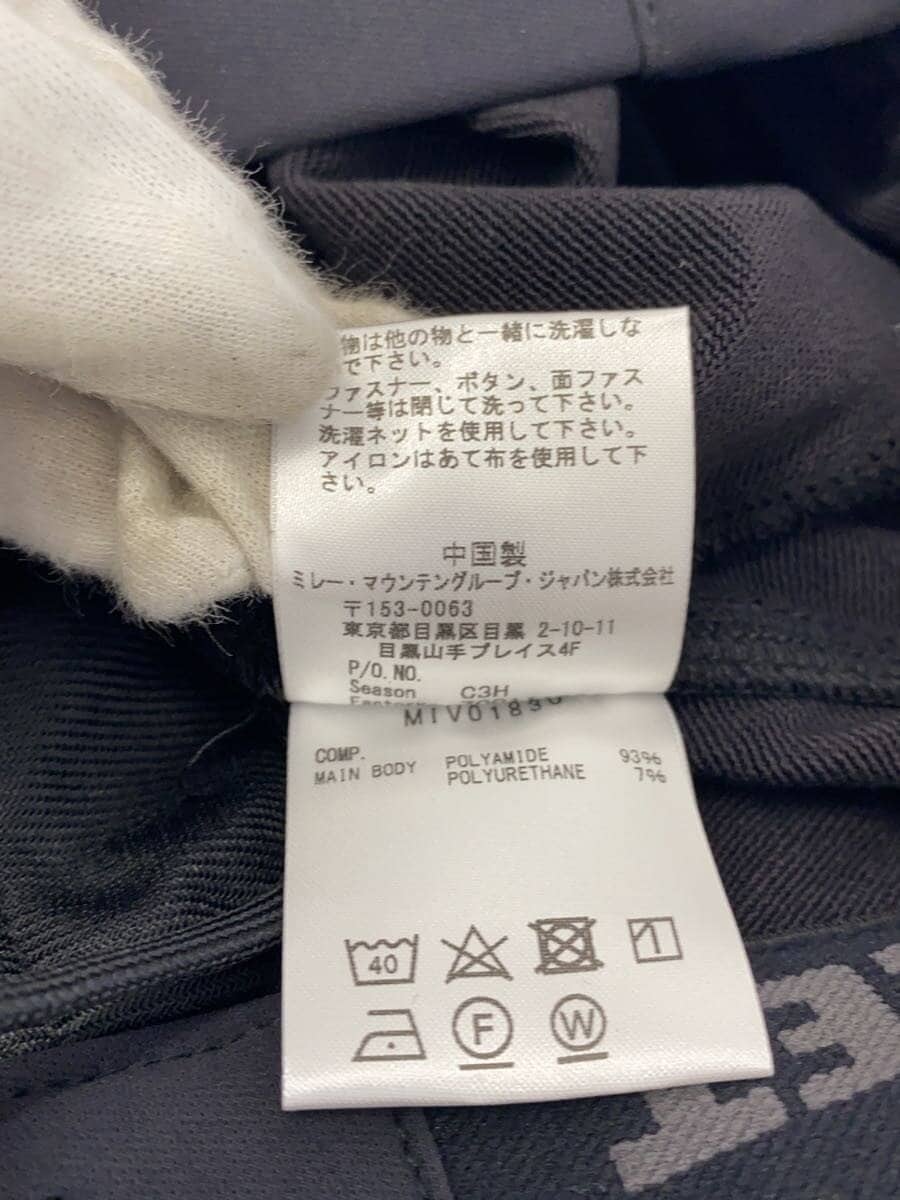 物は他の物と一緒に洗濯しな
で下さい。
ファスナー、ボタン、面ファス
ナー等は閉じて洗って下さい。
洗濯ネットを使用して下さい。
アイロンはあて布を使用して下
さい。
中国製
ミレー・マウンテングループ・ジャパン株式会社
〒153-0063
東京都目黒区目黒 2-10-11
目黒山手プレイス4F
P/O.NO.
Season C3H
COMP.
MAIN BODY POLYAMIDE 93%
POLYURETHANE 7%
40
F W